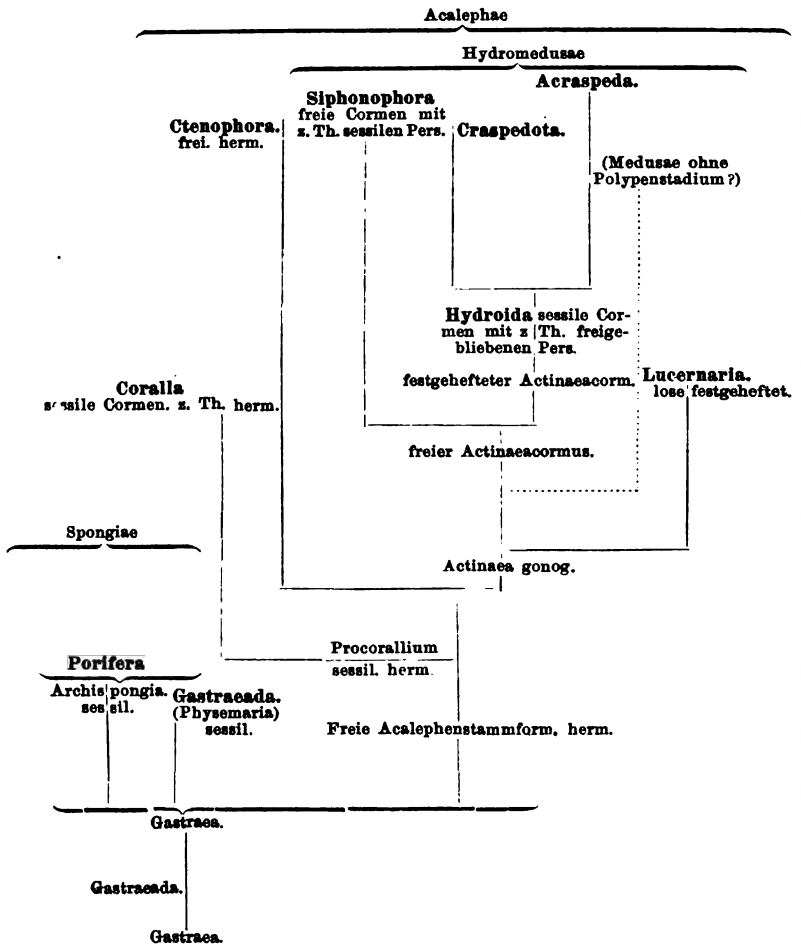 Acalephae
Hydromedusae
Acraspeda.
Siphonophora
freie Cormen mit
z. Th. sessilen Pers.
Ctenophora.
frei. herm.
Craspedota.
(Medusae ohne
Polypenstadium?)
Hydroida sessile Cor-
men mit z Th. freige-
bliebenen Pers.
festgehefteter Actinaeacorm.
Lucernaria.
lose festgeheftet.
Coralla
sessile Cormen. z. Th. herm.
freier Actinaeacormus.
Spongiae
Actinaea gonog.
Procorallium
sessil. herm.
Porifera
Archispongia.
sessil.
Gastraeada.
(Physemaria)
sessil.
Freie Acalephenstammform, herm.
Gastraea.
Gastraeada.
Gastraea.